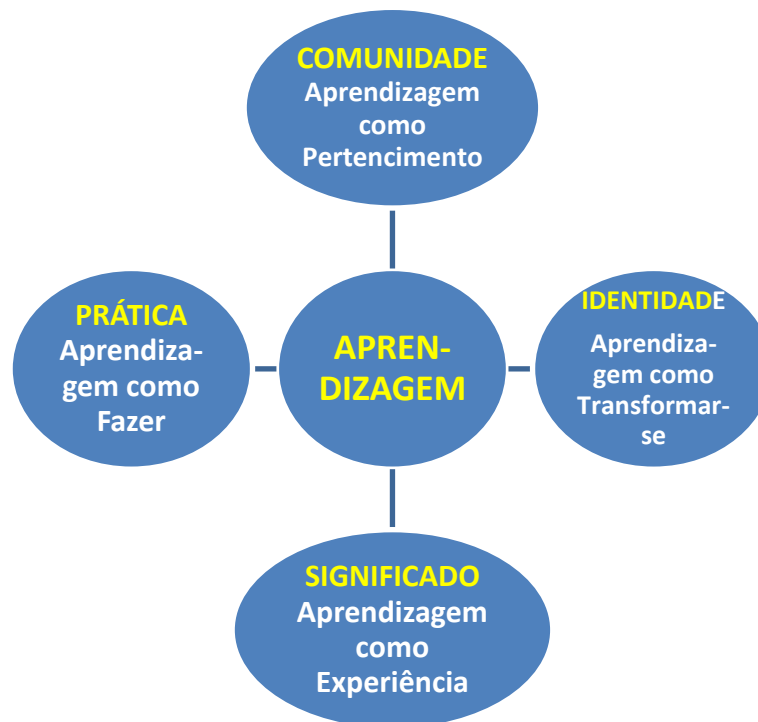 COMUNIDADE
Aprendizagem
como
Pertencimento
PRÁTICA
Aprendiza-
gem como
Fazer
APREN-
DIZAGEM
IDENTIDADE
Aprendiza-
gem como
Transformar-
se
SIGNIFICADO
Aprendizagem
como
Experiência